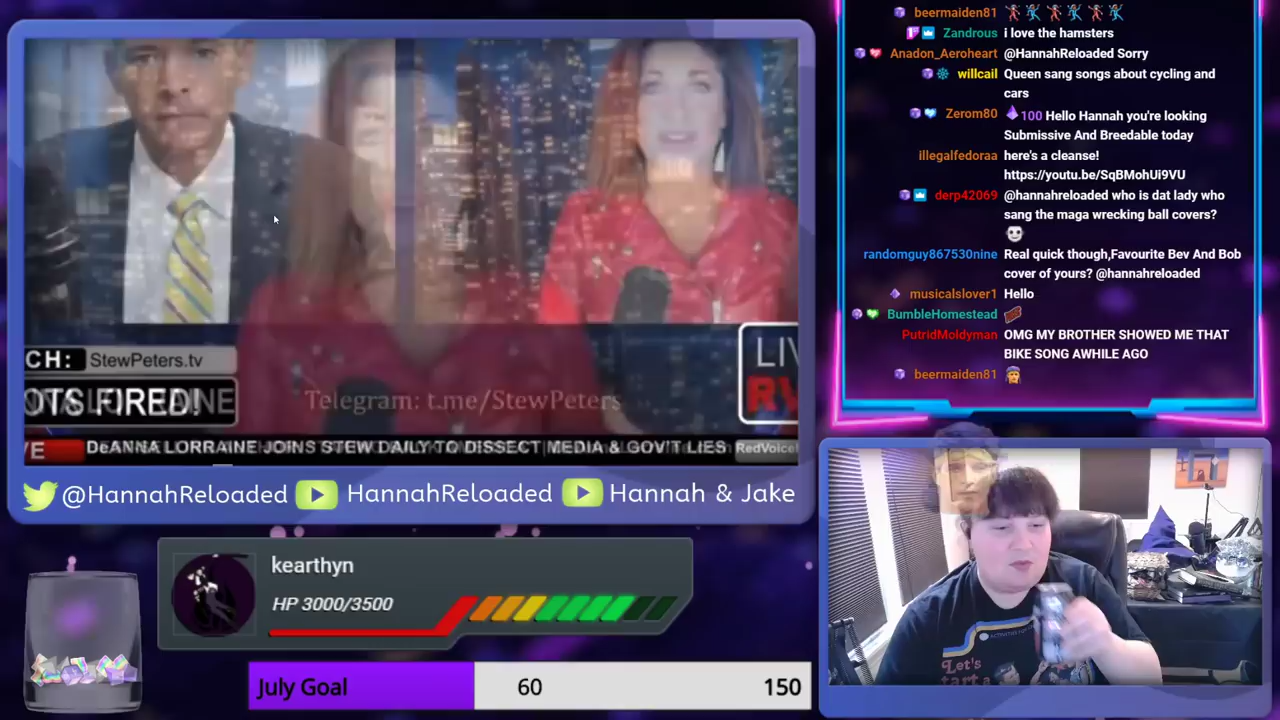 CH: StewPeters.tv
OTS FIRED!
Telegram: t.me/StewPeters
LIV
RV
VE
DeANNA LORRAINE JOINS STEW DAILY TO DISSECT MEDIA & GOV'T LIES
RedVoice
@HannahReloaded HannahReloaded Hannah & Jake
kearthyn
HP 3000/3500
July Goal 60 150
beermaiden81
Zandrous i love the hamsters
Anadon_Aeroheart @HannahReloaded Sorry
willcail Queen sang songs about cycling and
cars
Zerom80 100 Hello Hannah you're looking
Submissive And Breedable today
illegalfedoraa here's a cleanse!
https://youtu.be/SqBMohUi9VU
derp42069 @hannahreloaded who is dat lady who
sang the maga wrecking ball covers?
randomguy867530nine Real quick though,Favourite Bev And Bob
cover of yours? @hannahreloaded
musicalslover1 Hello
BumbleHomestead
PutridMoldyman OMG MY BROTHER SHOWED ME THAT
BIKE SONG AWHILE AGO
beermaiden81
Let's